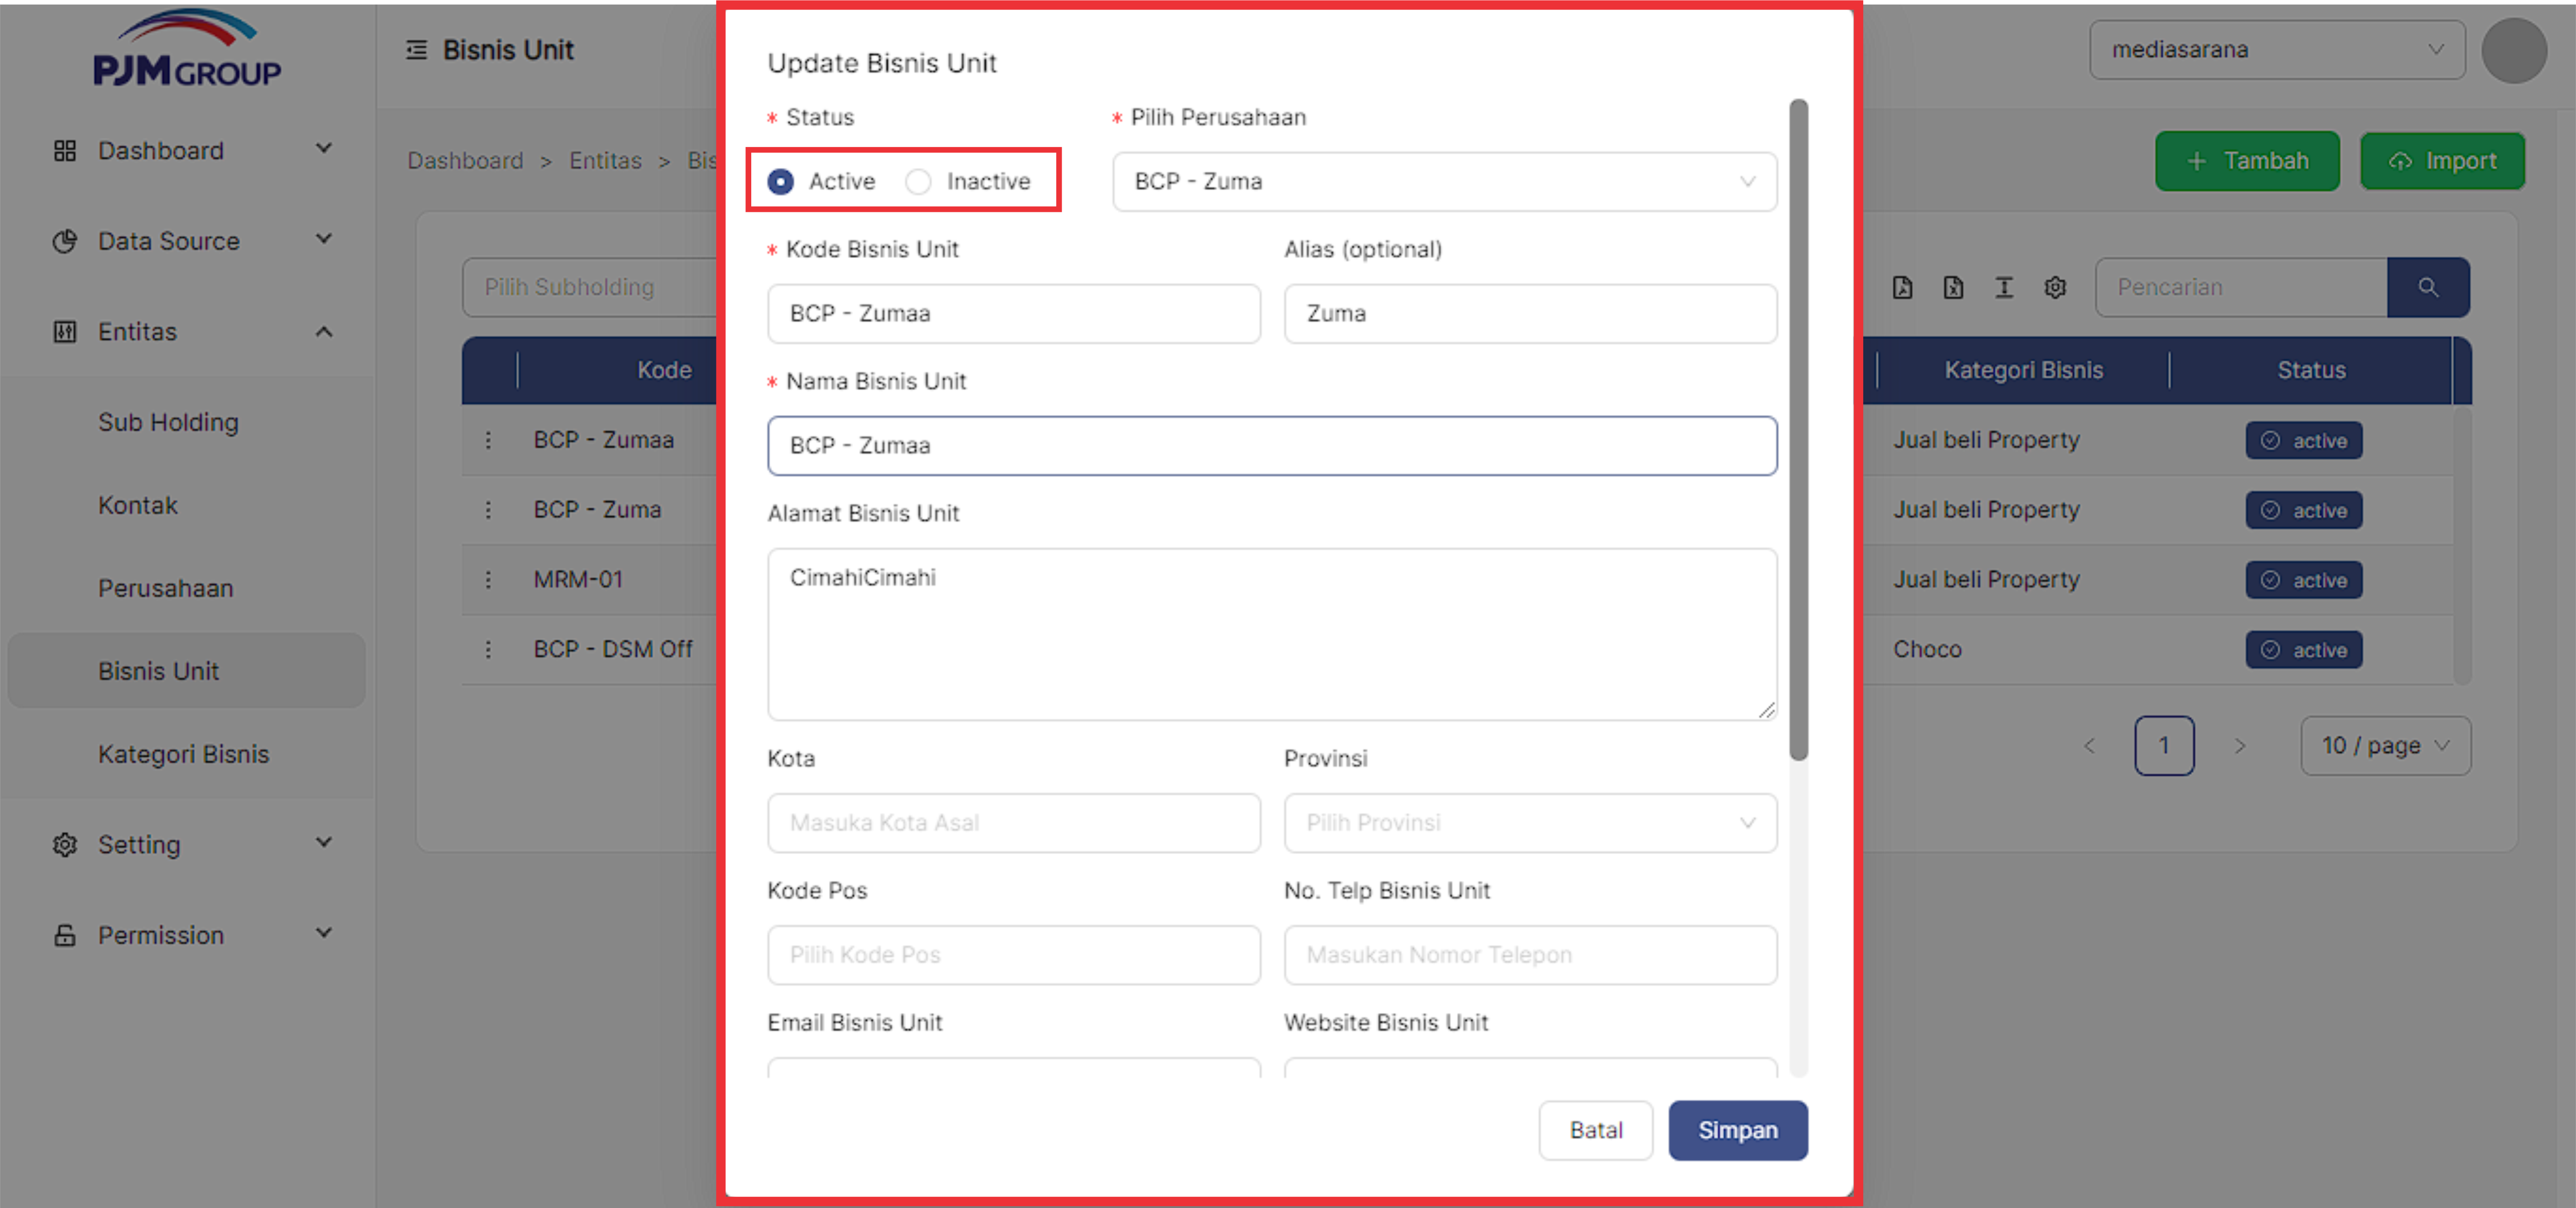 PJM GROUP
Dashboard
Data Source
Entitas
Sub Holding
Kontak
Perusahaan
Bisnis Unit
Kategori Bisnis
Setting
Permission
Bisnis Unit
mediasarana
Dashboard > Entitas > Bis
+ Tambah
Import
Pilih Subholding
Pencarian
Kode
Kategori Bisnis
Status
BCP - Zumaa
Jual beli Property
active
BCP - Zuma
Jual beli Property
active
MRM-01
Jual beli Property
active
BCP - DSM Off
Choco
active
< 1 >
10 / page
Update Bisnis Unit
* Status
* Pilih Perusahaan
Active
Inactive
BCP - Zuma
* Kode Bisnis Unit
Alias (optional)
BCP - Zumaa
Zuma
* Nama Bisnis Unit
BCP - Zumaa
Alamat Bisnis Unit
CimahiCimahi
Kota
Provinsi
Masuka Kota Asal
Pilih Provinsi
Kode Pos
No. Telp Bisnis Unit
Pilih Kode Pos
Masukan Nomor Telepon
Email Bisnis Unit
Website Bisnis Unit
Batal
Simpan